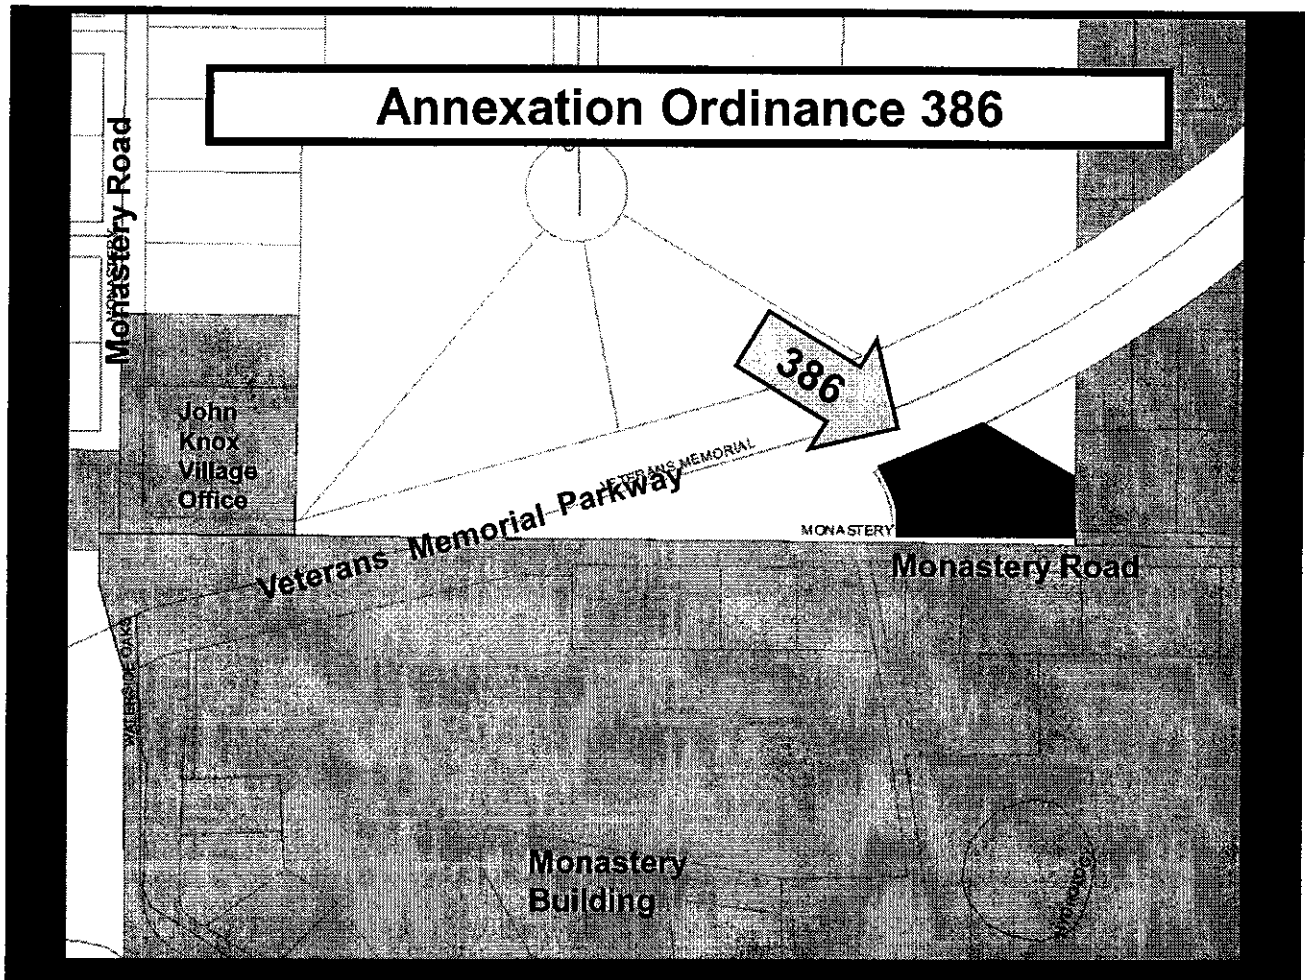 Annexation Ordinance 386
Monastery Road
MONASTERY
386
John
Knox
Village
Office
VETERANS MEMORIAL
Veterans Memorial Parkway
MONASTERY
Monastery Road
WATERSIDE OAKS
Monastery
Building